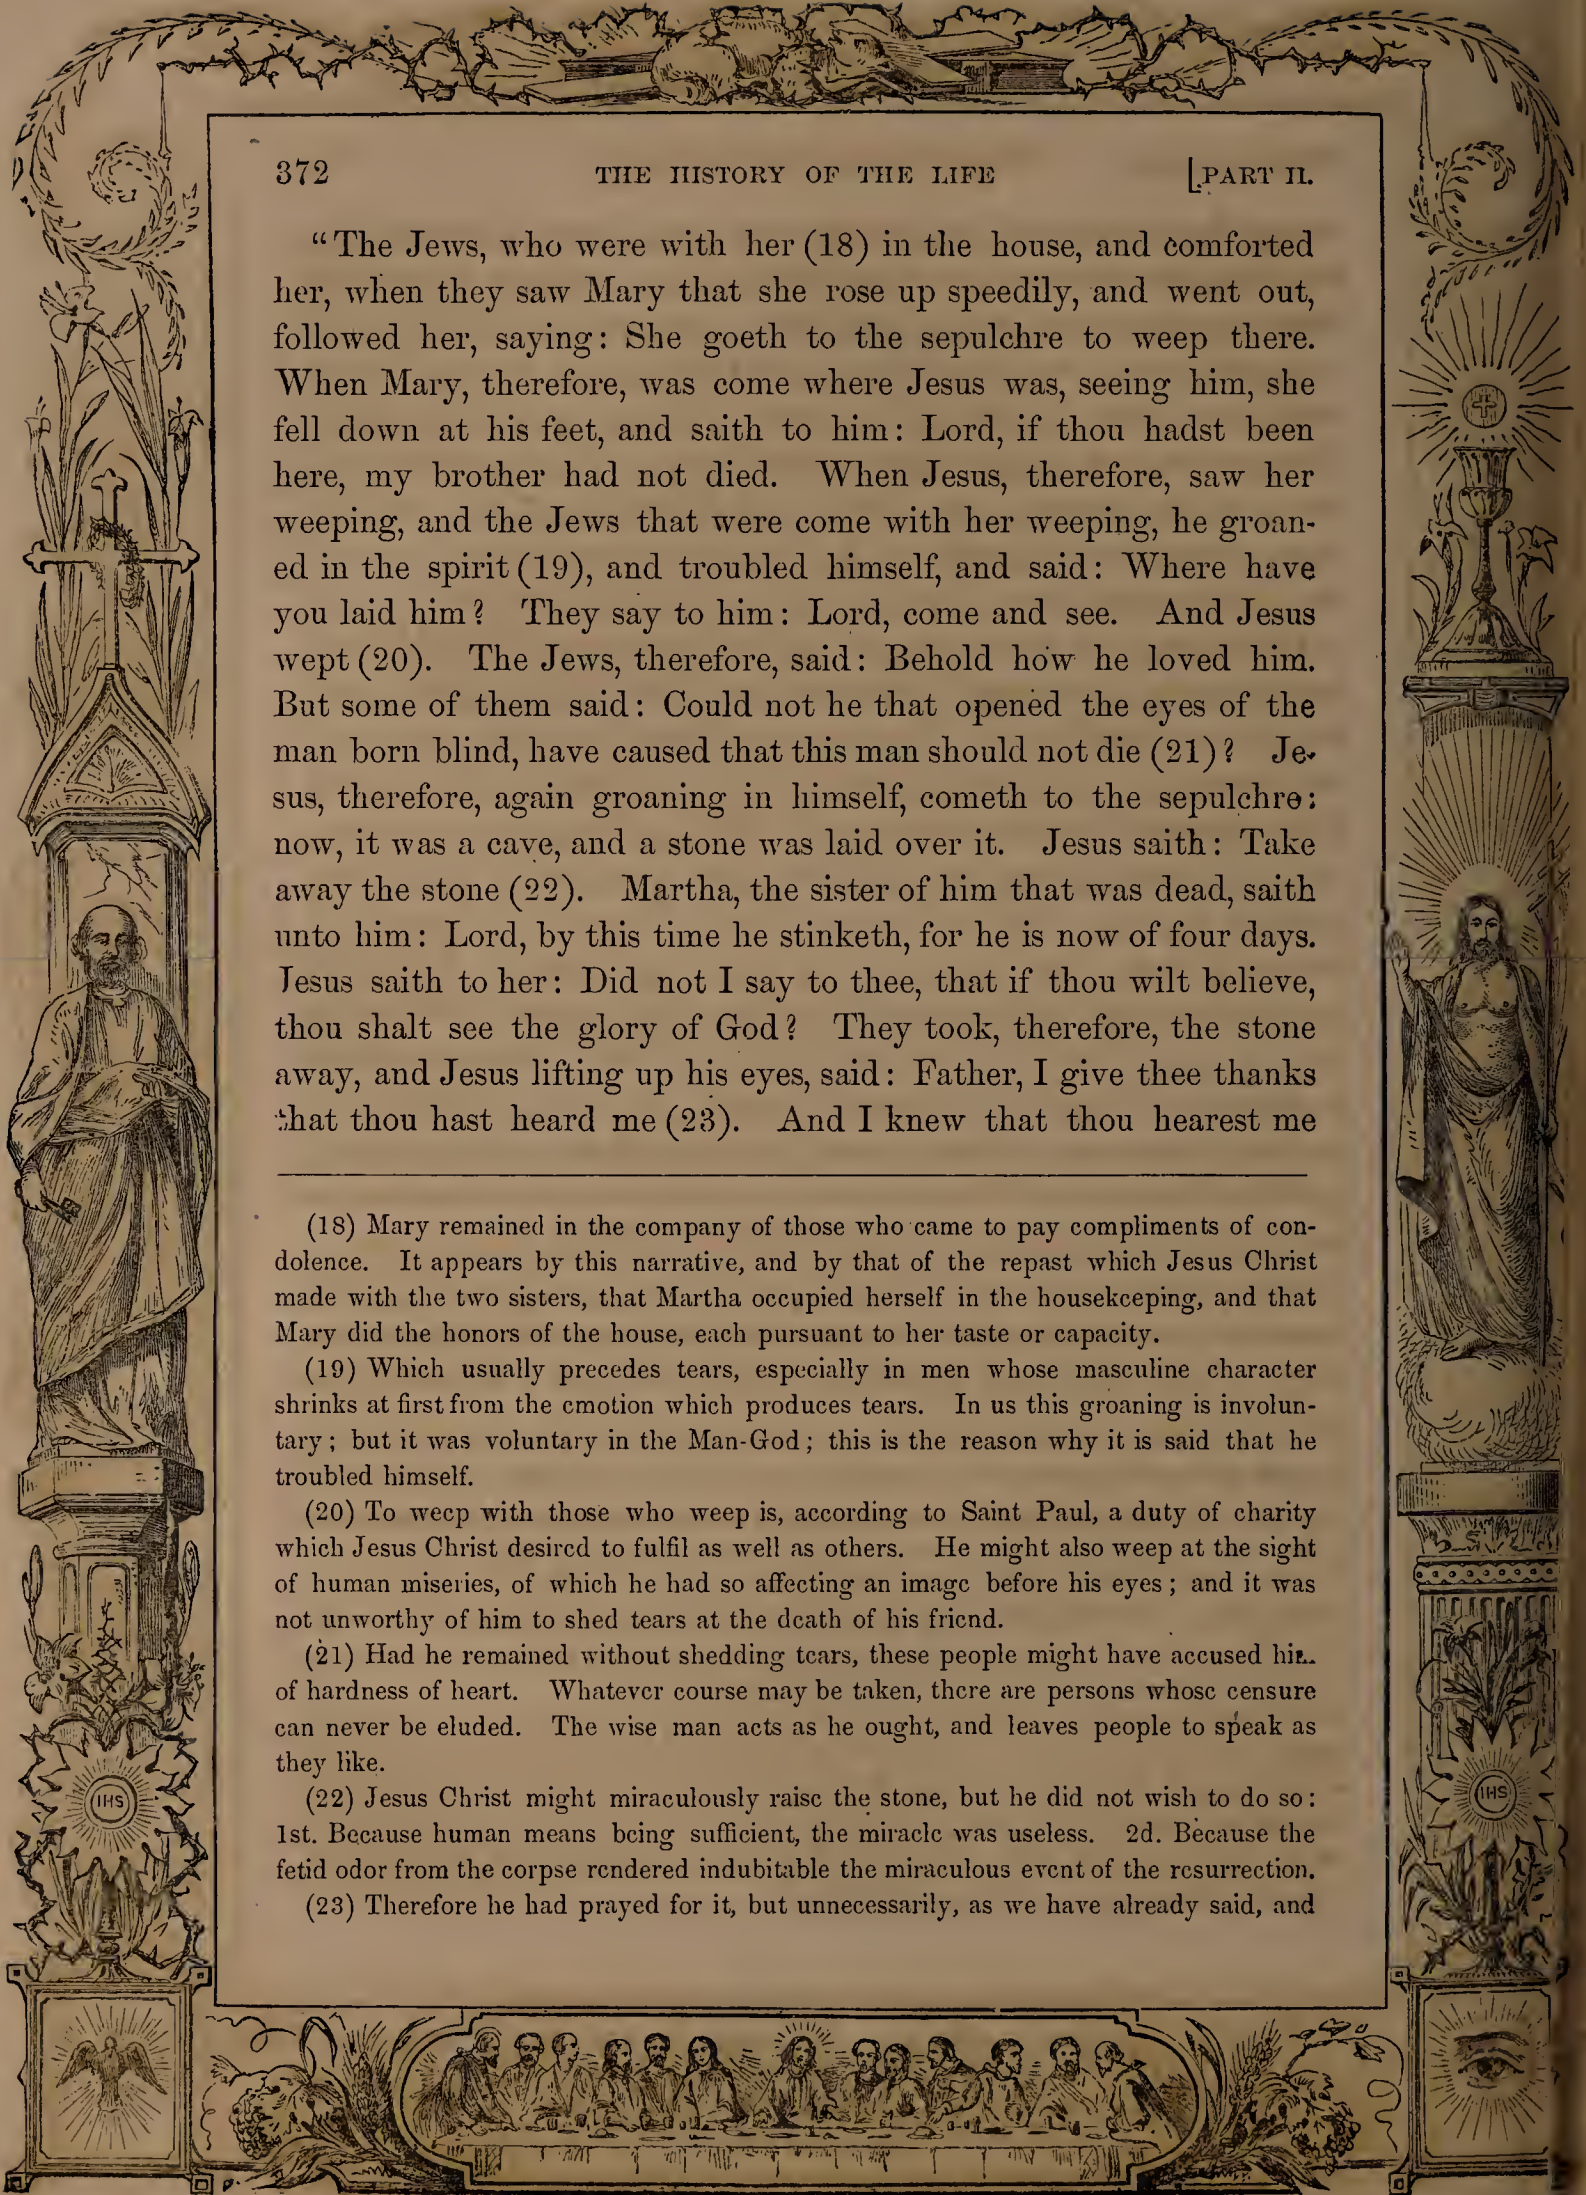 372 THE HISTORY OF THE LIFE [PART II.
“The Jews, who were with her (18) in the house, and comforted
her, when they saw Mary that she rose up speedily, and went out,
followed her, saying: She goeth to the sepulchre to weep there.
When Mary, therefore, was come where Jesus was, seeing him, she
fell down at his feet, and saith to him: Lord, if thou hadst been
here, my brother had not died. When Jesus, therefore, saw her
weeping, and the Jews that were come with her weeping, he groan-
ed in the spirit (19), and troubled himself, and said: Where have
you laid him? They say to him: Lord, come and see. And Jesus
wept (20). The Jews, therefore, said: Behold how he loved him.
But some of them said: Could not he that opened the eyes of the
man born blind, have caused that this man should not die (21)? Je-
sus, therefore, again groaning in himself, cometh to the sepulchre:
now, it was a cave, and a stone was laid over it. Jesus saith: Take
away the stone (22). Martha, the sister of him that was dead, saith
unto him: Lord, by this time he stinketh, for he is now of four days.
Jesus saith to her: Did not I say to thee, that if thou wilt believe,
thou shalt see the glory of God? They took, therefore, the stone
away, and Jesus lifting up his eyes, said: Father, I give thee thanks
that thou hast heard me (23). And I knew that thou hearest me
(18) Mary remained in the company of those who came to pay compliments of con-
dolence. It appears by this narrative, and by that of the repast which Jesus Christ
made with the two sisters, that Martha occupied herself in the housekeeping, and that
Mary did the honors of the house, each pursuant to her taste or capacity.
(19) Which usually precedes tears, especially in men whose masculine character
shrinks at first from the emotion which produces tears. In us this groaning is involun-
tary; but it was voluntary in the Man-God; this is the reason why it is said that he
troubled himself.
(20) To weep with those who weep is, according to Saint Paul, a duty of charity
which Jesus Christ desired to fulfil as well as others. He might also weep at the sight
of human miseries, of which he had so affecting an image before his eyes; and it was
not unworthy of him to shed tears at the death of his friend.
(21) Had he remained without shedding tears, these people might have accused him
of hardness of heart. Whatever course may be taken, there are persons whose censure
can never be eluded. The wise man acts as he ought, and leaves people to speak as
they like.
(22) Jesus Christ might miraculously raise the stone, but he did not wish to do so:
1st. Because human means being sufficient, the miracle was useless. 2d. Because the
fetid odor from the corpse rendered indubitable the miraculous event of the resurrection.
(23) Therefore he had prayed for it, but unnecessarily, as we have already said, and
IHS
IHS